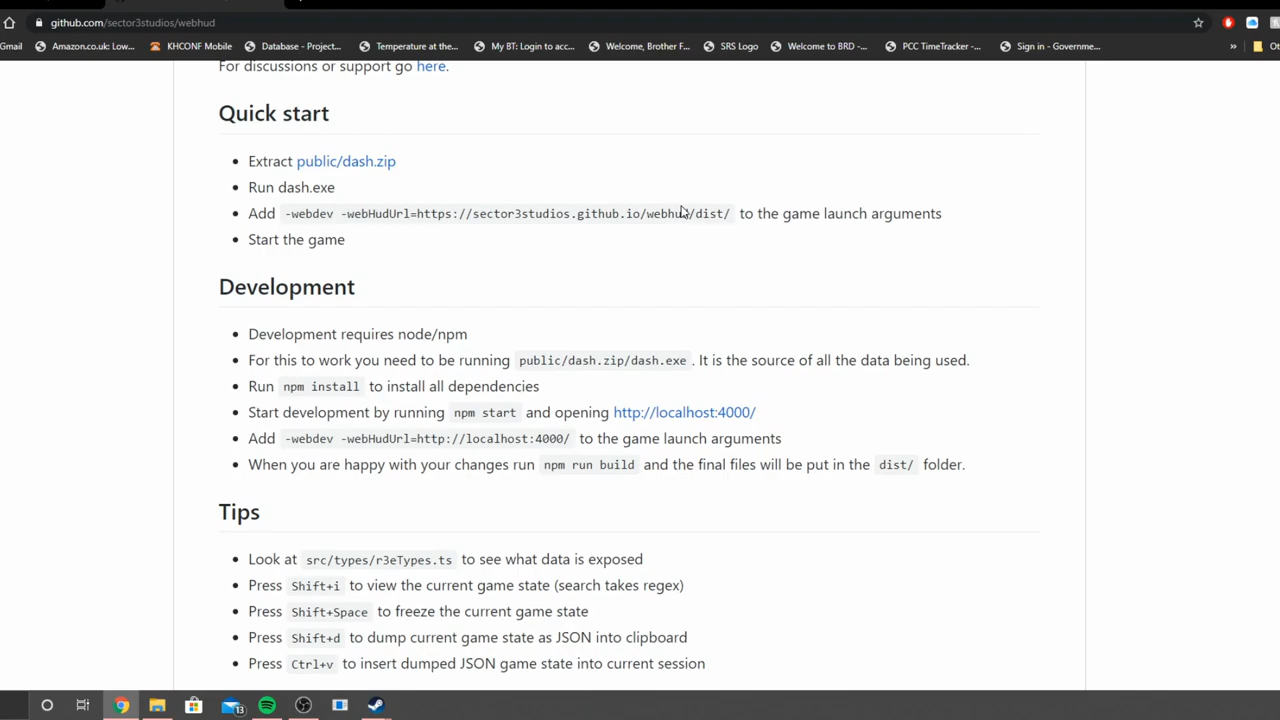 github.com/sector3studios/webhud
Gmail Amazon.co.uk: Low... KHCONF Mobile Database - Project... Temperature at the... My BT: Login to acc... Welcome, Brother F... SRS Logo Welcome to BRD -... PCC TimeTracker -... Sign in - Governme... »
For discussions or support go here.
Quick start
Extract public/dash.zip
Run dash.exe
Add -webdev -webHudUrl=https://sector3studios.github.io/webhud/dist/ to the game launch arguments
Start the game
Development
Development requires node/npm
For this to work you need to be running public/dash.zip/dash.exe. It is the source of all the data being used.
Run npm install to install all dependencies
Start development by running npm start and opening http://localhost:4000/
Add -webdev -webHudUrl=http://localhost:4000/ to the game launch arguments
When you are happy with your changes run npm run build and the final files will be put in the dist/ folder.
Tips
Look at src/types/r3eTypes.ts to see what data is exposed
Press Shift+i to view the current game state (search takes regex)
Press Shift+Space to freeze the current game state
Press Shift+d to dump current game state as JSON into clipboard
Press Ctrl+v to insert dumped JSON game state into current session
13